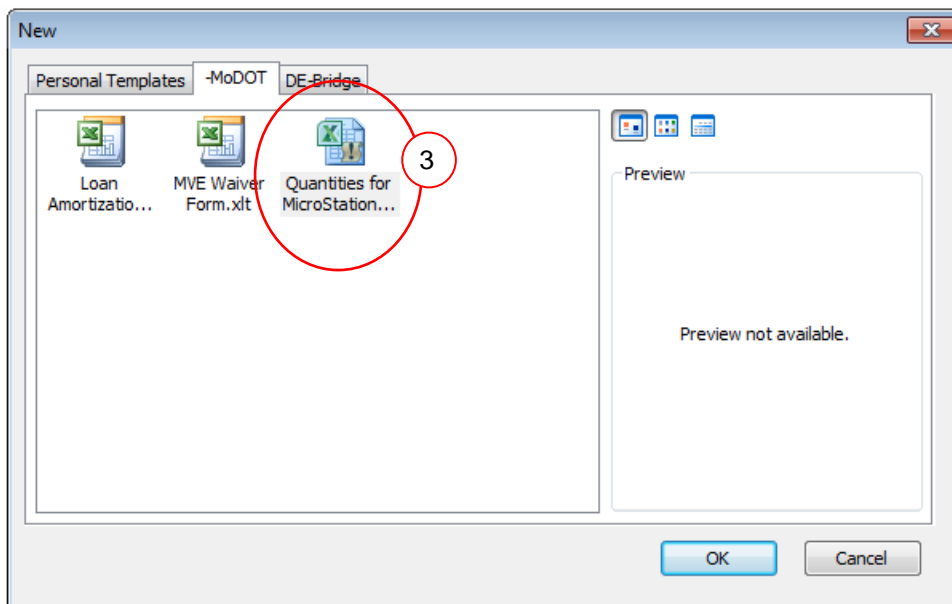 New
Personal Templates -MoDOT DE-Bridge
Loan
Amortizatio...
MVE Waiver
Form.xlt
Quantities for
MicroStation...
3
Preview
Preview not available.
OK Cancel